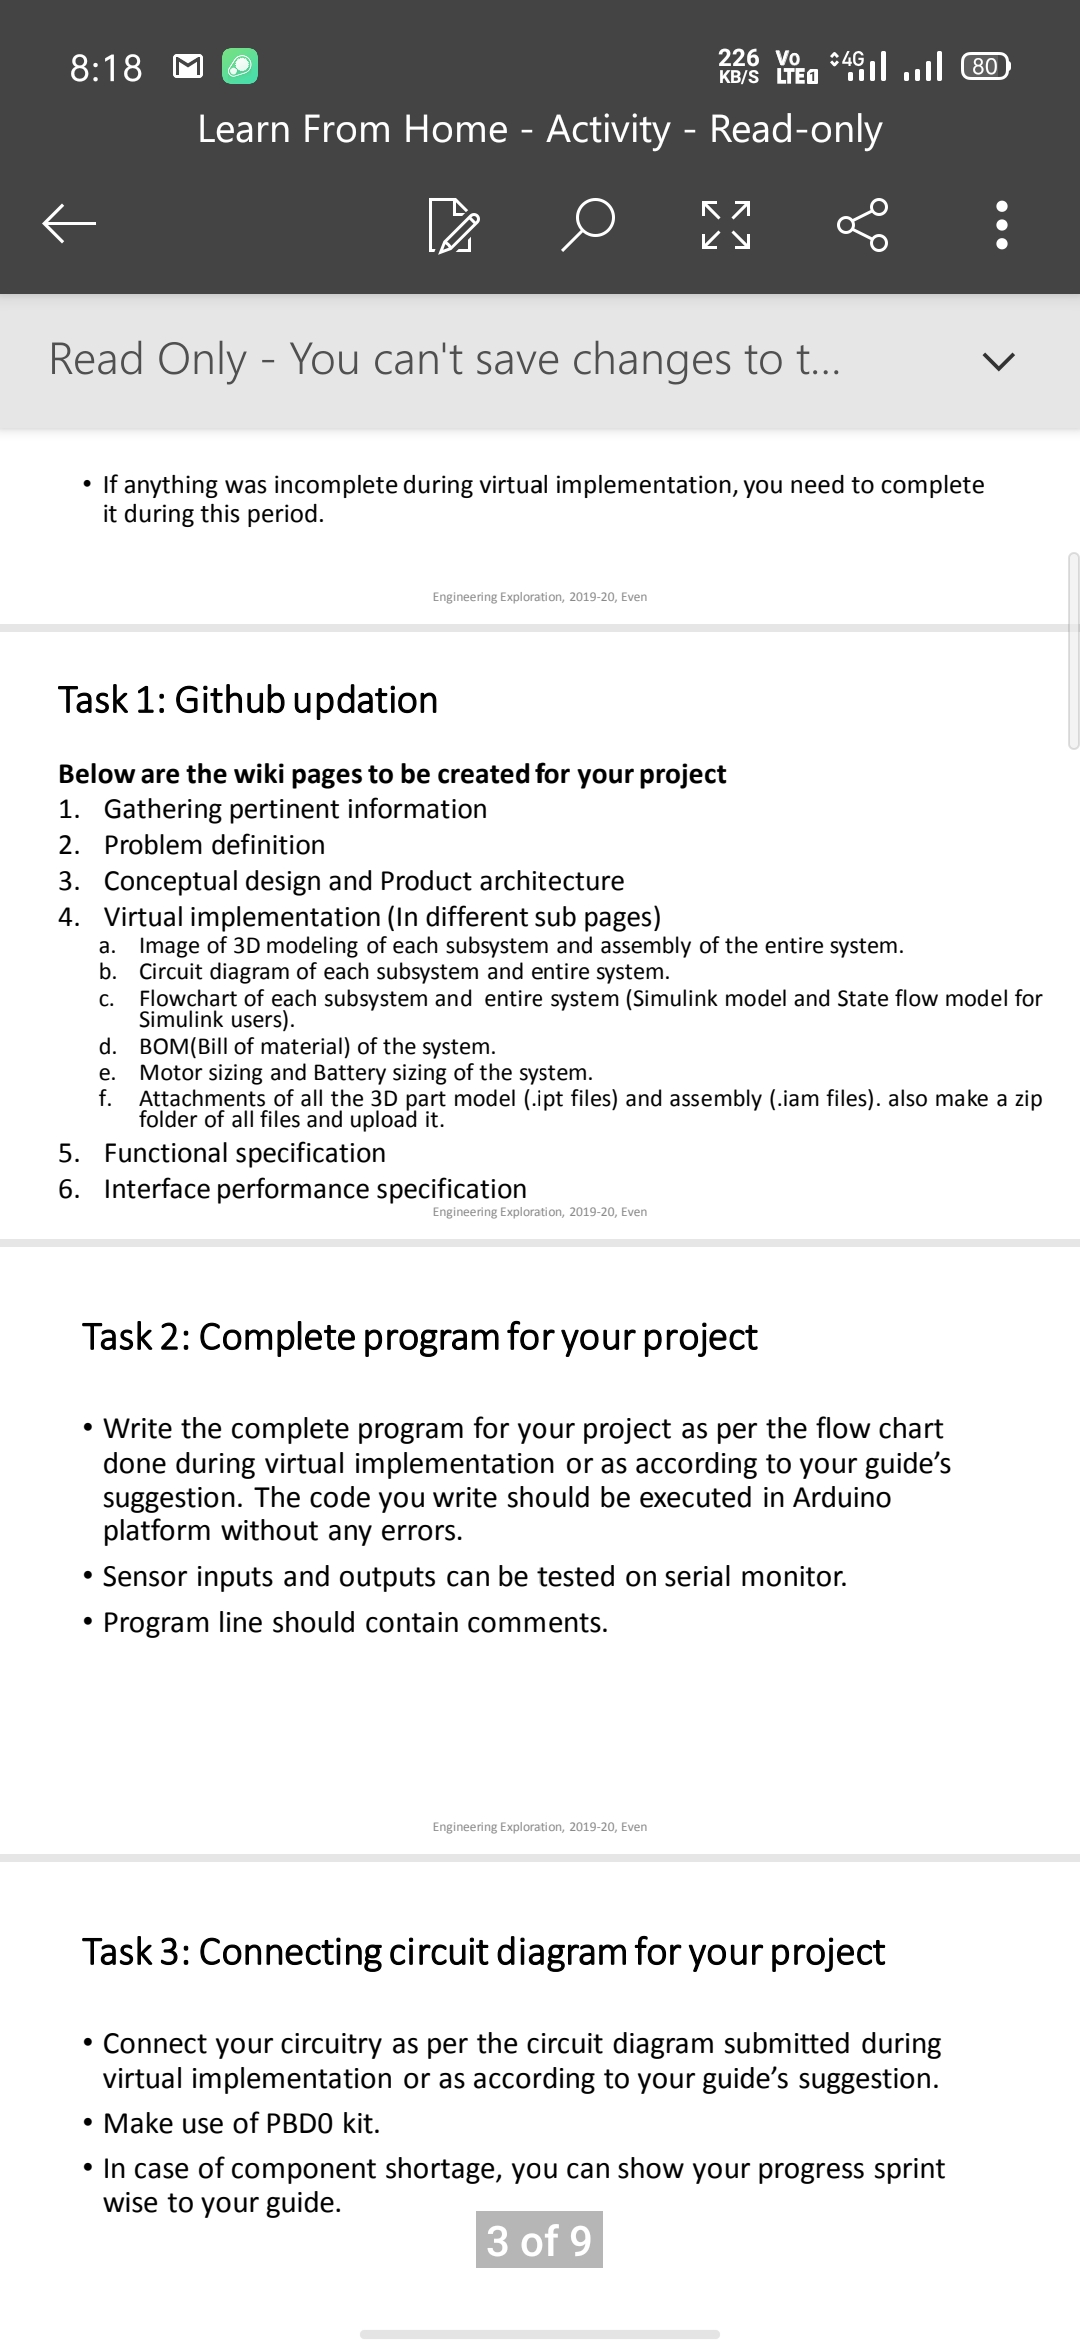 8:18
226 KB/S
Vo LTE 1
4G
80
Learn From Home - Activity - Read-only
Read Only - You can't save changes to t...
• If anything was incomplete during virtual implementation, you need to complete
it during this period.
Engineering Exploration, 2019-20, Even
Task 1: Github updation
Below are the wiki pages to be created for your project
1. Gathering pertinent information
2. Problem definition
3. Conceptual design and Product architecture
4. Virtual implementation (In different sub pages)
a. Image of 3D modeling of each subsystem and assembly of the entire system.
b. Circuit diagram of each subsystem and entire system.
c. Flowchart of each subsystem and entire system (Simulink model and State flow model for
Simulink users).
d. BOM(Bill of material) of the system.
e. Motor sizing and Battery sizing of the system.
f. Attachments of all the 3D part model (.ipt files) and assembly (.iam files). also make a zip
folder of all files and upload it.
5. Functional specification
6. Interface performance specification
Engineering Exploration, 2019-20, Even
Task 2: Complete program for your project
• Write the complete program for your project as per the flow chart
done during virtual implementation or as according to your guide’s
suggestion. The code you write should be executed in Arduino
platform without any errors.
• Sensor inputs and outputs can be tested on serial monitor.
• Program line should contain comments.
Engineering Exploration, 2019-20, Even
Task 3: Connecting circuit diagram for your project
• Connect your circuitry as per the circuit diagram submitted during
virtual implementation or as according to your guide’s suggestion.
• Make use of PBD0 kit.
• In case of component shortage, you can show your progress sprint
wise to your guide.
3 of 9